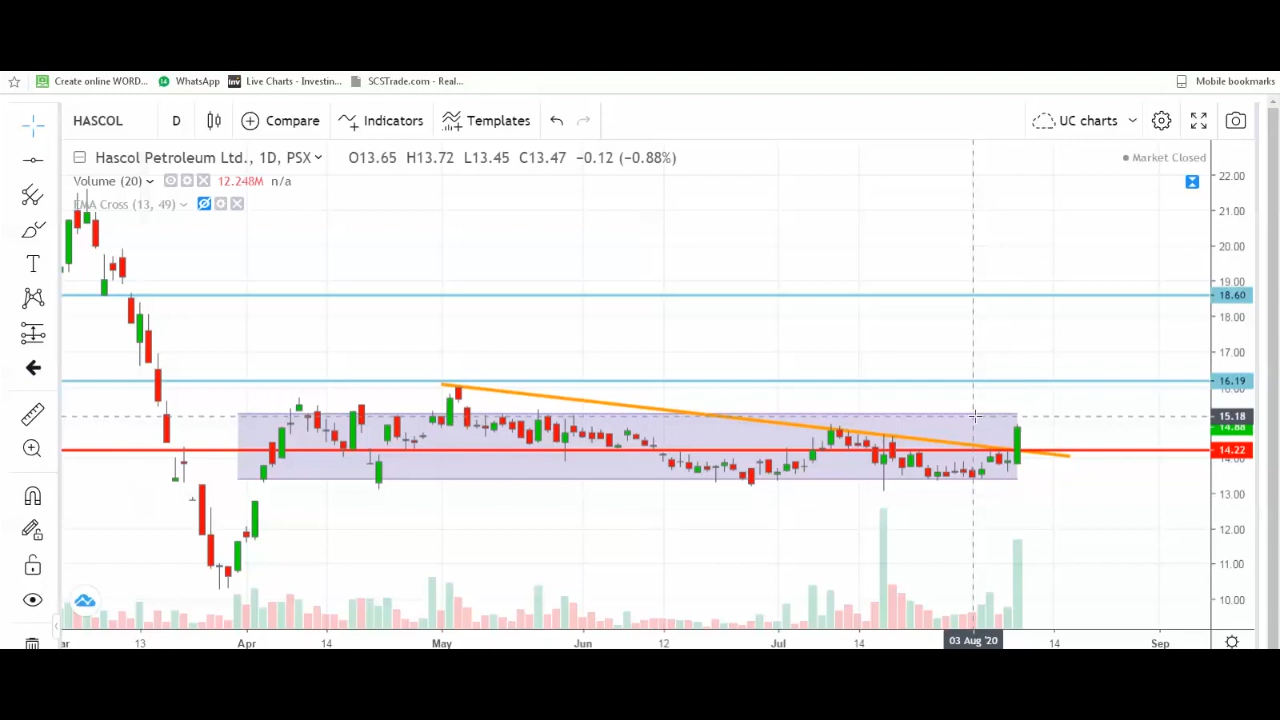 Create online WORD... WhatsApp Live Charts - Investin... SCSTrade.com - Real... Mobile bookmarks
HASCOL D Compare Indicators Templates UC charts
Hascol Petroleum Ltd., 1D, PSX O13.65 H13.72 L13.45 C13.47 −0.12 (−0.88%) Market Closed
Volume (20) 12.248M n/a
EMA Cross (13, 49)
22.00
21.00
20.00
19.00
18.60
18.00
17.00
16.19
15.18
14.88
14.22
13.00
12.00
11.00
10.00
13 Apr 14 May Jun 12 Jul 14 03 Aug '20 14 Sep